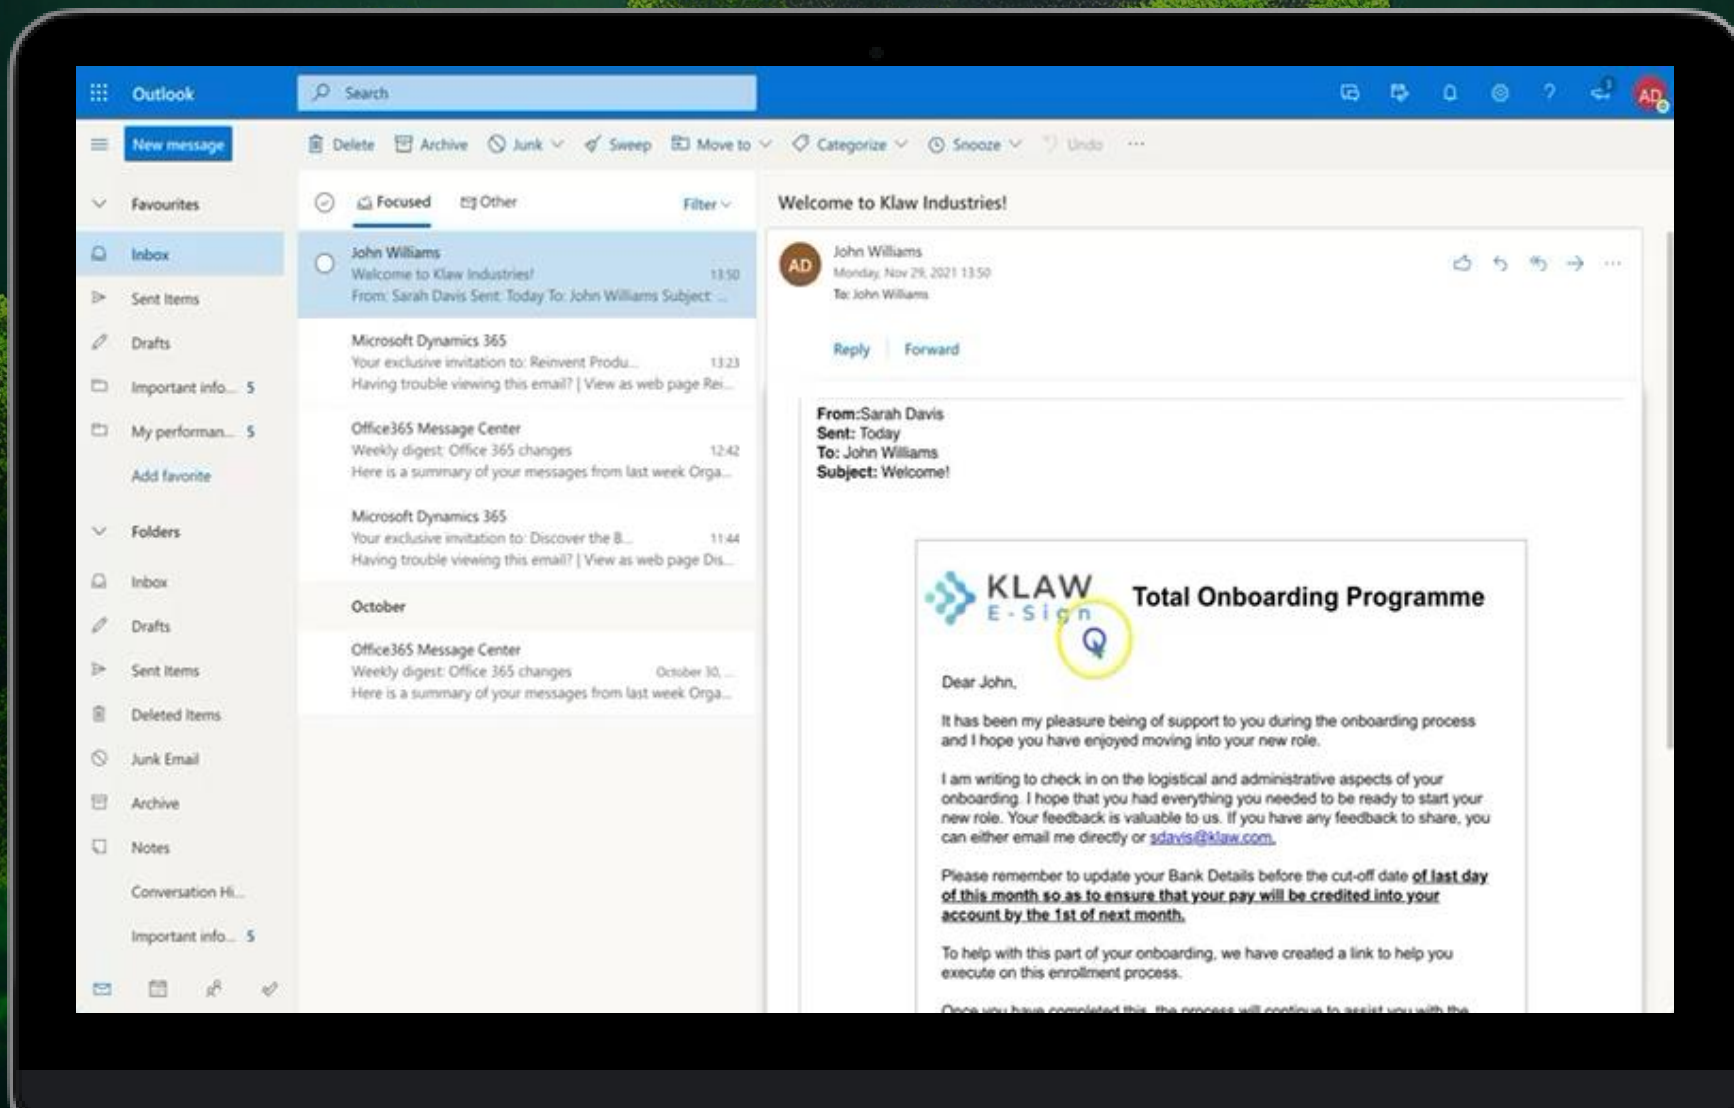 Outlook
Search
AD
New message
Delete
Archive
Junk
Sweep
Move to
Categorize
Snooze
Undo
Favourites
Inbox
Sent Items
Drafts
Important info... 5
My performan... 5
Add favorite
Folders
Inbox
Drafts
Sent Items
Deleted Items
Junk Email
Archive
Notes
Conversation Hi...
Important info... 5
Focused
Other
Filter
John Williams
Welcome to Klaw Industries! 13:50
From: Sarah Davis Sent: Today To: John Williams Subject: ...
Microsoft Dynamics 365
Your exclusive invitation to: Reinvent Produ... 13:23
Having trouble viewing this email? | View as web page Rei...
Office365 Message Center
Weekly digest: Office 365 changes 12:42
Here is a summary of your messages from last week Orga...
Microsoft Dynamics 365
Your exclusive invitation to: Discover the B... 11:44
Having trouble viewing this email? | View as web page Dis...
October
Office365 Message Center
Weekly digest: Office 365 changes October 30, ...
Here is a summary of your messages from last week Orga...
Welcome to Klaw Industries!
AD
John Williams
Monday, Nov 29, 2021 13:50
To: John Williams
Reply
Forward
From:Sarah Davis
Sent: Today
To: John Williams
Subject: Welcome!
KLAW
E-Sign
Total Onboarding Programme
Dear John,
It has been my pleasure being of support to you during the onboarding process
and I hope you have enjoyed moving into your new role.
I am writing to check in on the logistical and administrative aspects of your
onboarding. I hope that you had everything you needed to be ready to start your
new role. Your feedback is valuable to us. If you have any feedback to share, you
can either email me directly or sdavis@klaw.com.
Please remember to update your Bank Details before the cut-off date of last day
of this month so as to ensure that your pay will be credited into your
account by the 1st of next month.
To help with this part of your onboarding, we have created a link to help you
execute on this enrollment process.
Once you have completed this, the process will continue to assist you with the